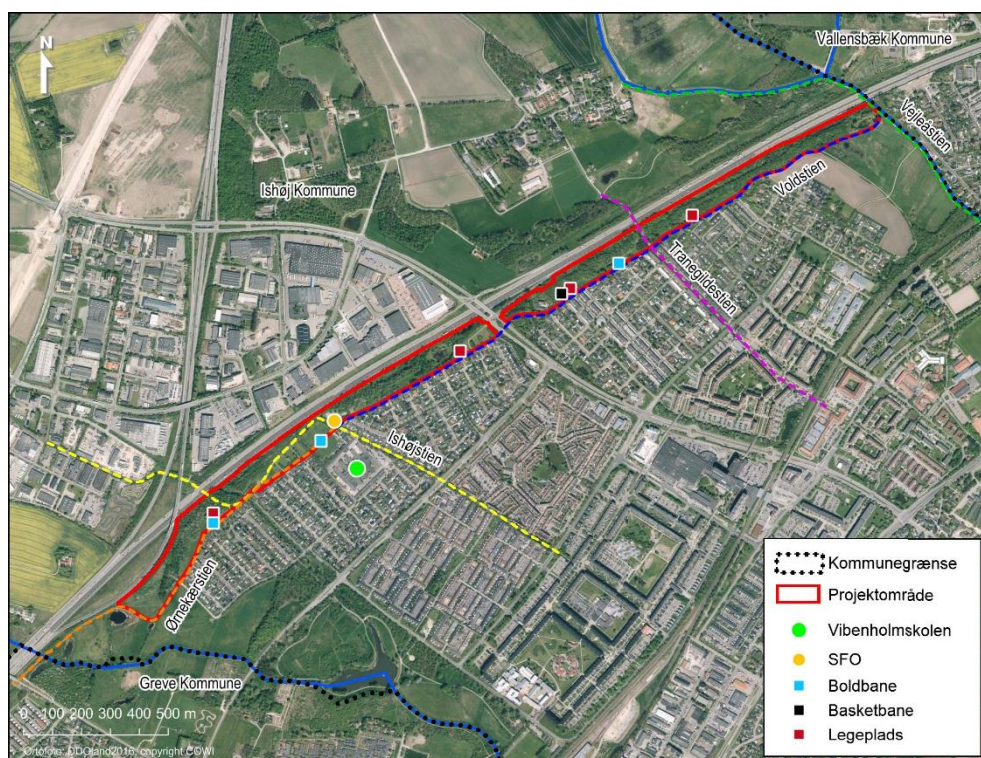 N
Vallensbæk Kommune
Vejleåstien
Ishøj Kommune
Voldstien
Tranegildestien
Ishøjstien
Ørnekærstien
Greve Kommune
0 100 200 300 400 500 m
Ortofoto: DDOland2016, copyright COWI
Kommunegrænse
Projektområde
Vibenholmskolen
SFO
Boldbane
Basketbane
Legeplads